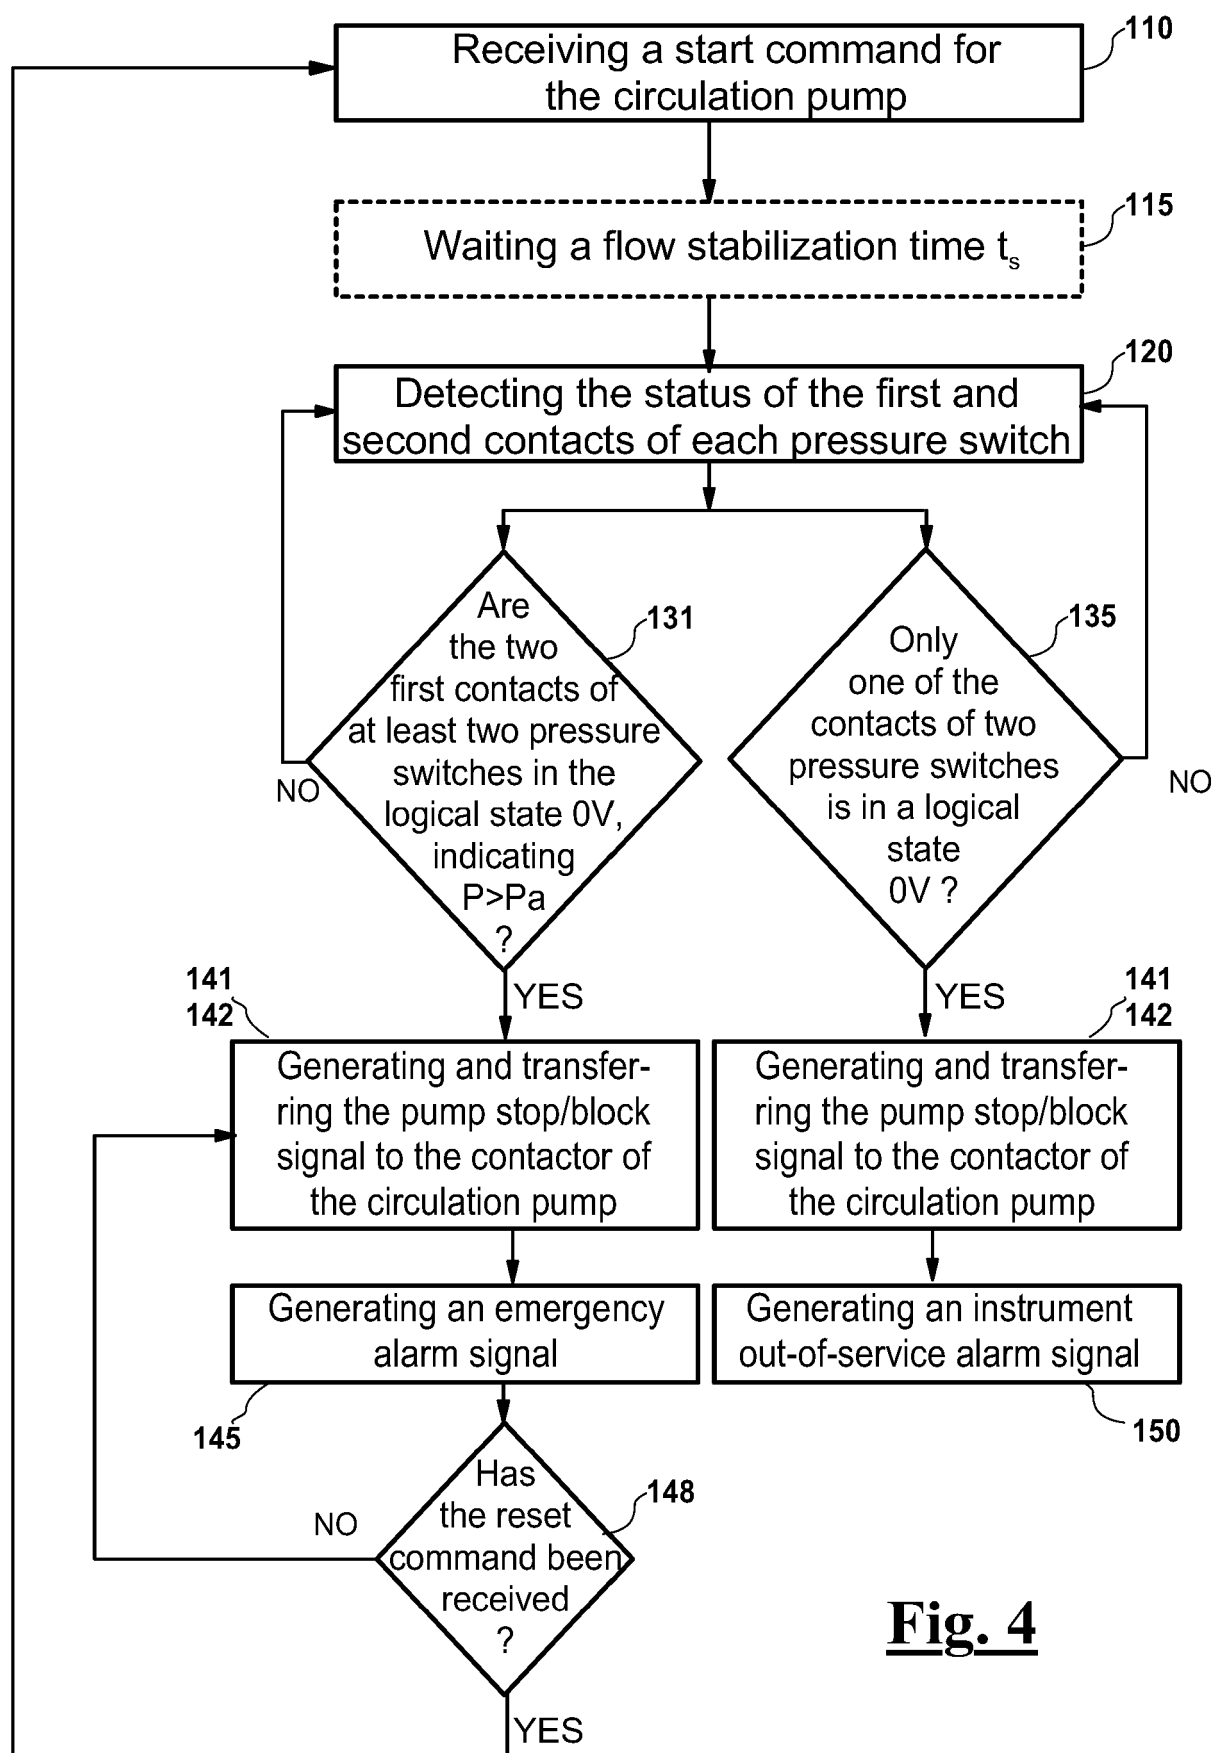 Receiving a start command for
the circulation pump
110
Waiting a flow stabilization time ts
115
Detecting the status of the first and
second contacts of each pressure switch
120
Are
the two
first contacts of
at least two pressure
switches in the
logical state 0V,
indicating
P>Pa
?
131
NO
YES
Only
one of the
contacts of two
pressure switches
is in a logical
state
0V ?
135
NO
YES
141
142
Generating and transfer-
ring the pump stop/block
signal to the contactor of
the circulation pump
141
142
Generating and transfer-
ring the pump stop/block
signal to the contactor of
the circulation pump
Generating an emergency
alarm signal
145
Generating an instrument
out-of-service alarm signal
150
Has
the reset
command been
received
?
148
NO
YES
Fig. 4